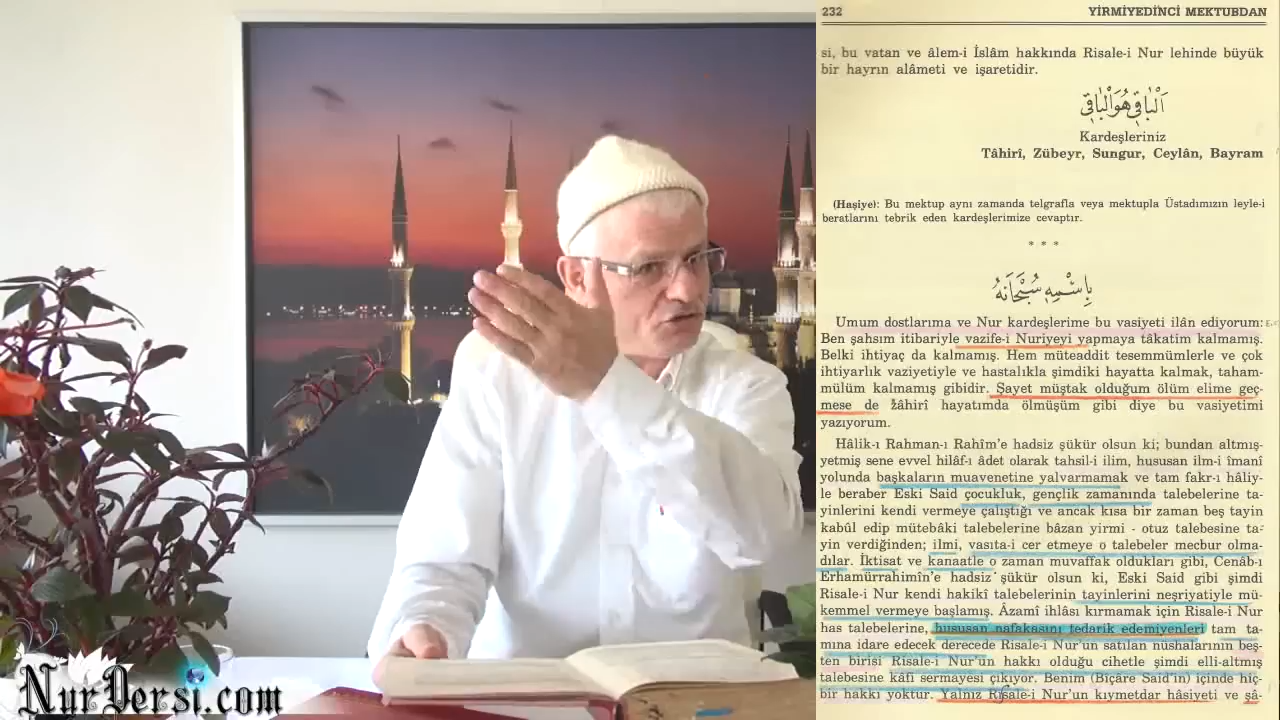 232 YİRMİYEDİNCİ MEKTUBDAN
si, bu vatan ve âlem-i İslâm hakkında Risale-i Nur lehinde büyük
bir hayrın alâmeti ve işaretidir.
اَلْبَاقِى هُوَ الْبَاقِى
Kardeşleriniz
Tâhirî, Zübeyr, Sungur, Ceylân, Bayram
(Haşiye): Bu mektup aynı zamanda telgrafla veya mektupla Üstadımızın leyle-i
beratlarını tebrik eden kardeşlerimize cevaptır.
* * *
بِاسْمِهِ سُبْحَانَهُ
Umum dostlarıma ve Nur kardeşlerime bu vasiyeti ilân ediyorum:
Ben şahsım itibariyle vazife-i Nuriyeyi yapmaya tâkatim kalmamış.
Belki ihtiyaç da kalmamış. Hem müteaddit tesemmümlerle ve çok
ihtiyarlık vaziyetiyle ve hastalıkla şimdiki hayatta kalmak, taham-
mülüm kalmamış gibidir. Şayet müştak olduğum ölüm elime geç-
mese de zâhirî hayatımda ölmüşüm gibi diye bu vasiyetimi
yazıyorum.
Hâlik-ı Rahman-ı Rahîm'e hadsiz şükür olsun ki; bundan altmış-
yetmiş sene evvel hilâf-ı âdet olarak tahsil-i ilim, hususan ilm-i îmanî
yolunda başkaların muavenetine yalvarmamak ve tam fakr-ı hâliy-
le beraber Eski Said çocukluk, gençlik zamanında talebelerine ta-
yinlerini kendi vermeye çalıştığı ve ancak kısa bir zaman beş tayin
kabûl edip mütebâki talebelerine bâzan yirmi - otuz talebesine ta-
yin verdiğinden; ilmi, vasıta-i cer etmeye o talebeler mecbur olma-
dılar. İktisat ve kanaatle o zaman muvaffak oldukları gibi, Cenâb-ı
Erhamürrahimîn'e hadsiz şükür olsun ki, Eski Said gibi şimdi
Risale-i Nur kendi hakikî talebelerinin tayinlerini neşriyatiyle mü-
kemmel vermeye başlamış. Âzamî ihlâsı kırmamak için Risale-i Nur
has talebelerine, hususan nafakasını tedarik edemiyenleri tam ta-
mına idare edecek derecede Risale-i Nur'un satılan nüshalarının beş-
ten birisi Risale-i Nur'un hakkı olduğu cihetle şimdi elli-altmış
talebesine kâfi sermayesi çıkıyor. Benim (Biçâre Said'in) içinde hiç-
bir hakkı yoktur. Yalnız Risale-i Nur'un kıymetdar hâsiyeti ve şâ-
NurDersi.com